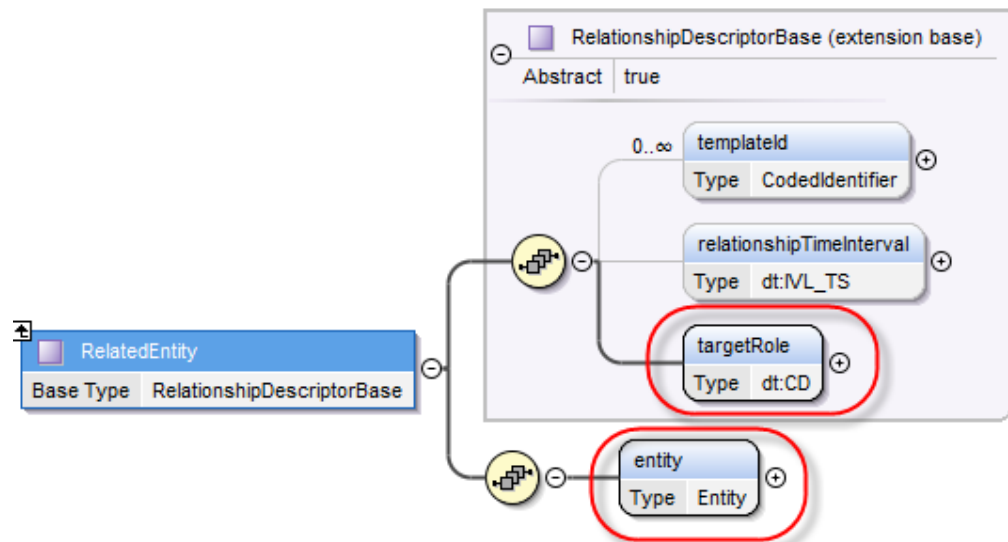 RelationshipDescriptorBase (extension base)
Abstract true
0..∞
templateId
Type CodedIdentifier
relationshipTimeInterval
Type dt:IVL_TS
targetRole
Type dt:CD
RelatedEntity
Base Type RelationshipDescriptorBase
entity
Type Entity